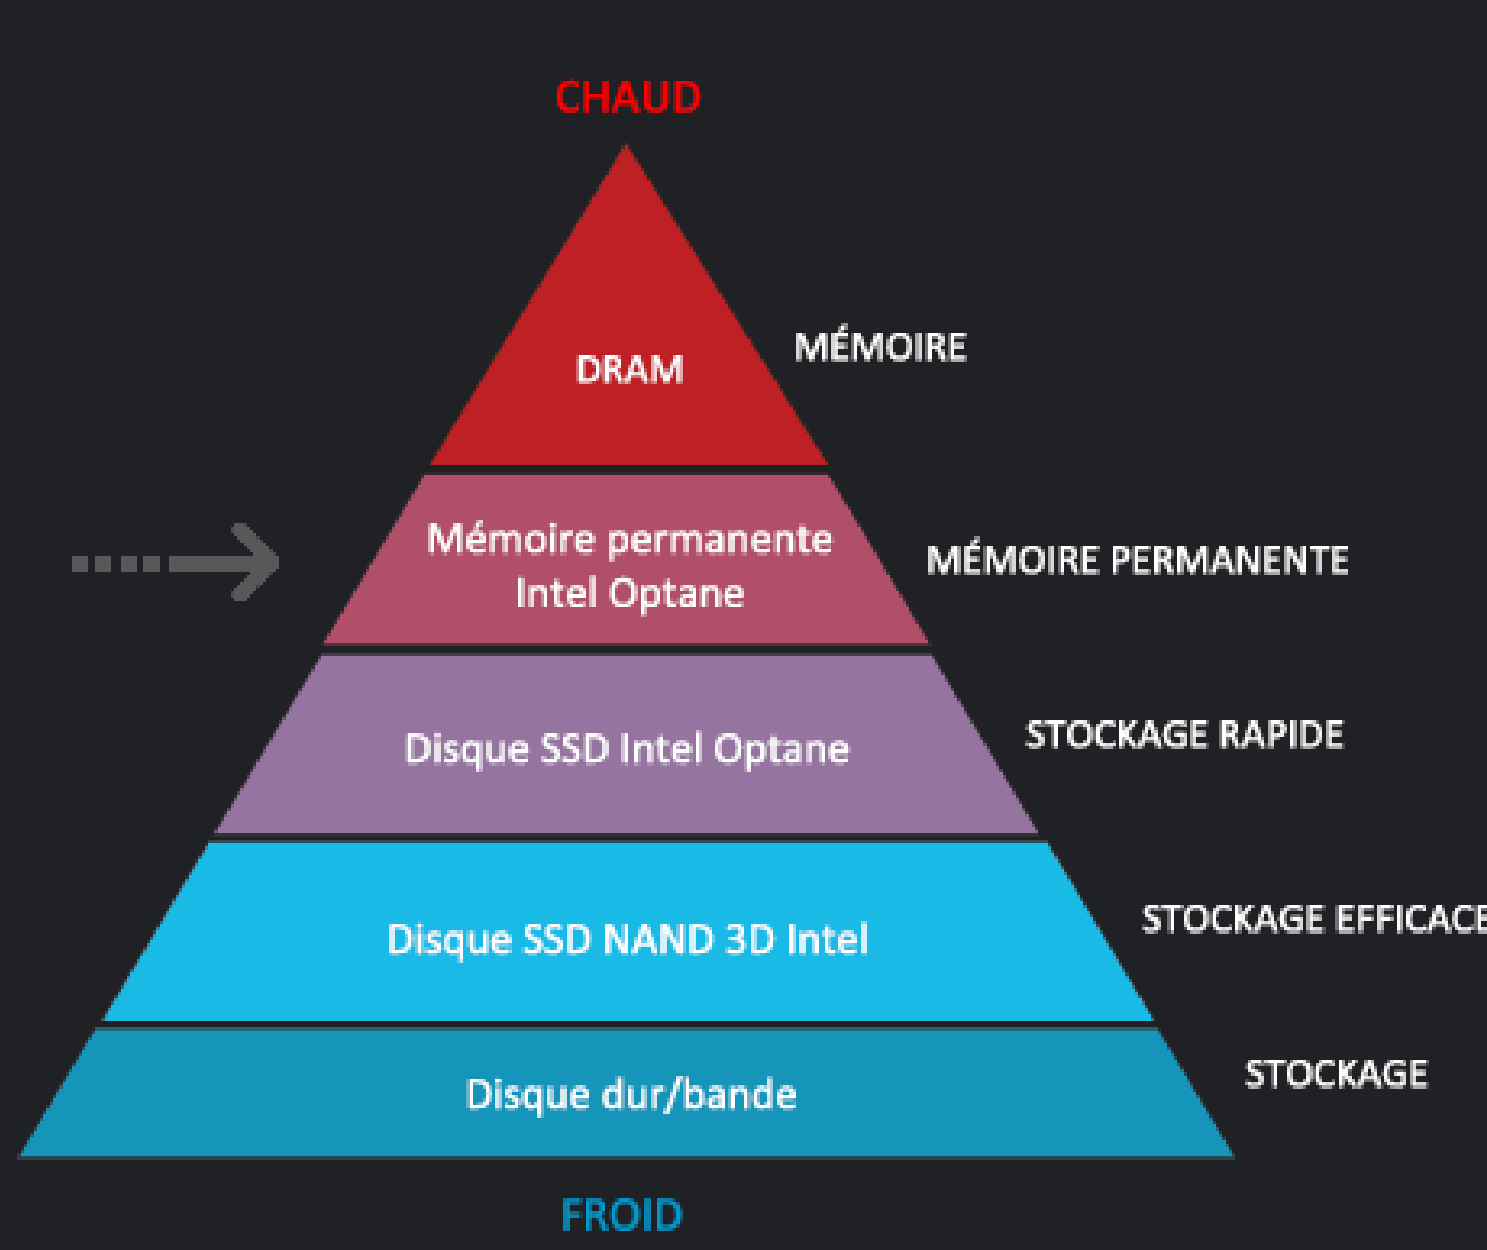 CHAUD
DRAM
MÉMOIRE
Mémoire permanente
Intel Optane
MÉMOIRE PERMANENTE
Disque SSD Intel Optane
STOCKAGE RAPIDE
Disque SSD NAND 3D Intel
STOCKAGE EFFICACE
Disque dur/bande
STOCKAGE
FROID